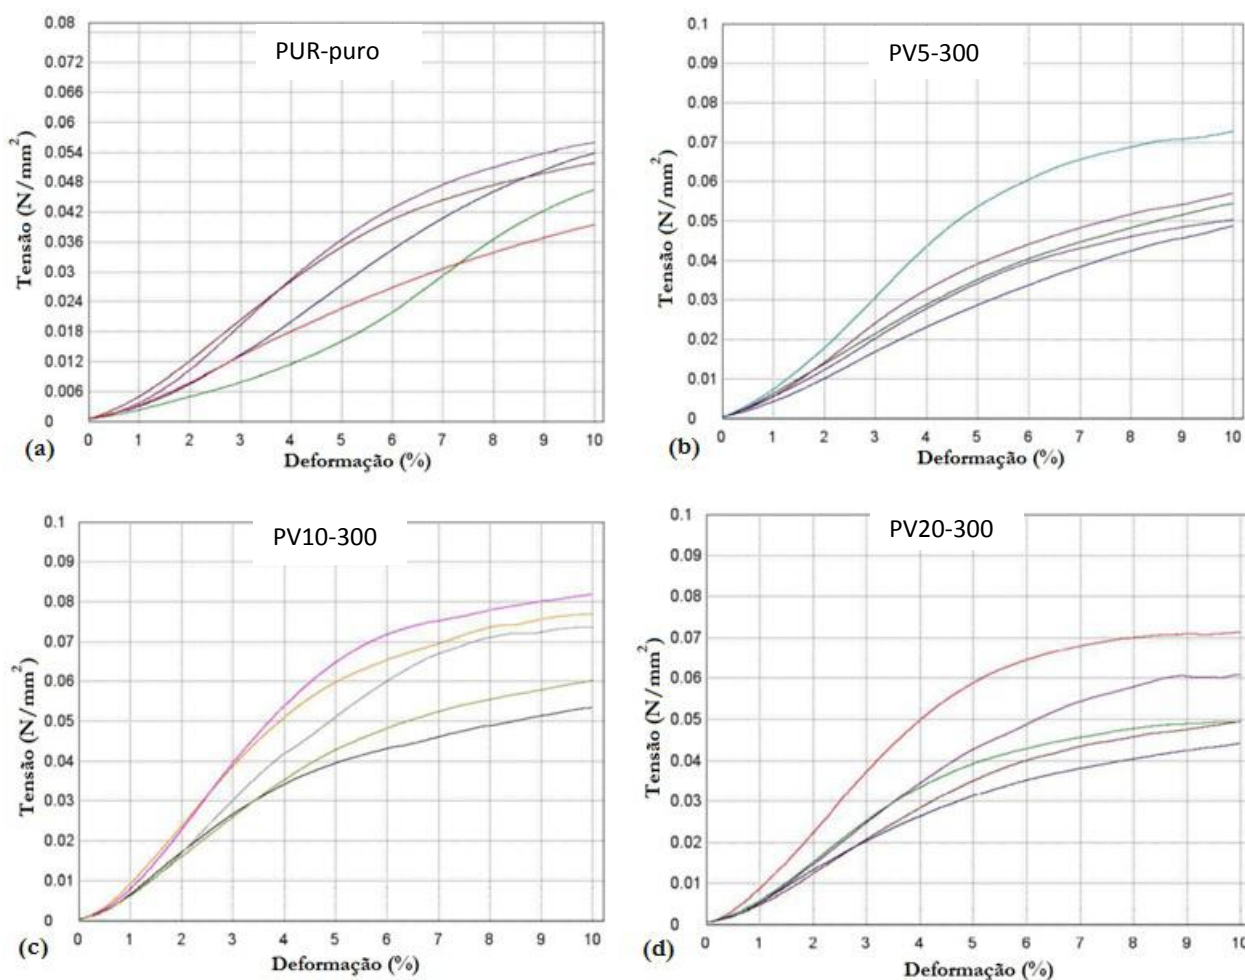 PUR-puro
Tensão (N/mm²)
0.08
0.072
0.066
0.06
0.054
0.048
0.042
0.036
0.03
0.024
0.018
0.012
0.006
0
0 1 2 3 4 5 6 7 8 9 10
Deformação (%)
(a)
PV5-300
Tensão (N/mm²)
0.1
0.09
0.08
0.07
0.06
0.05
0.04
0.03
0.02
0.01
0
0 1 2 3 4 5 6 7 8 9 10
Deformação (%)
(b)
PV10-300
Tensão (N/mm²)
0.1
0.09
0.08
0.07
0.06
0.05
0.04
0.03
0.02
0.01
0
0 1 2 3 4 5 6 7 8 9 10
Deformação (%)
(c)
PV20-300
Tensão (N/mm²)
0.1
0.09
0.08
0.07
0.06
0.05
0.04
0.03
0.02
0.01
0
0 1 2 3 4 5 6 7 8 9 10
Deformação (%)
(d)